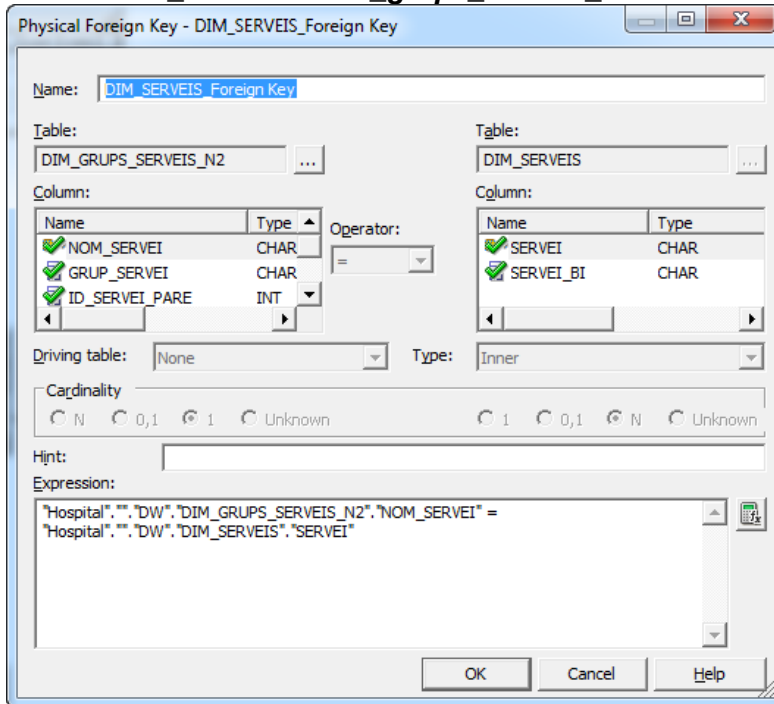 Physical Foreign Key - DIM_SERVEIS_Foreign Key
Name: DIM_SERVEIS_Foreign Key
Table: Table:
DIM_GRUPS_SERVEIS_N2 ... DIM_SERVEIS ...
Column: Column:
Name Type Operator: Name Type
NOM_SERVEI CHAR = SERVEI CHAR
GRUP_SERVEI CHAR SERVEI_BI CHAR
ID_SERVEI_PARE INT
Driving table: None Type: Inner
Cardinality
N 0,1 1 Unknown 1 0,1 N Unknown
Hint:
Expression:
"Hospital".""."DW"."DIM_GRUPS_SERVEIS_N2"."NOM_SERVEI" =
"Hospital".""."DW"."DIM_SERVEIS"."SERVEI"
OK Cancel Help